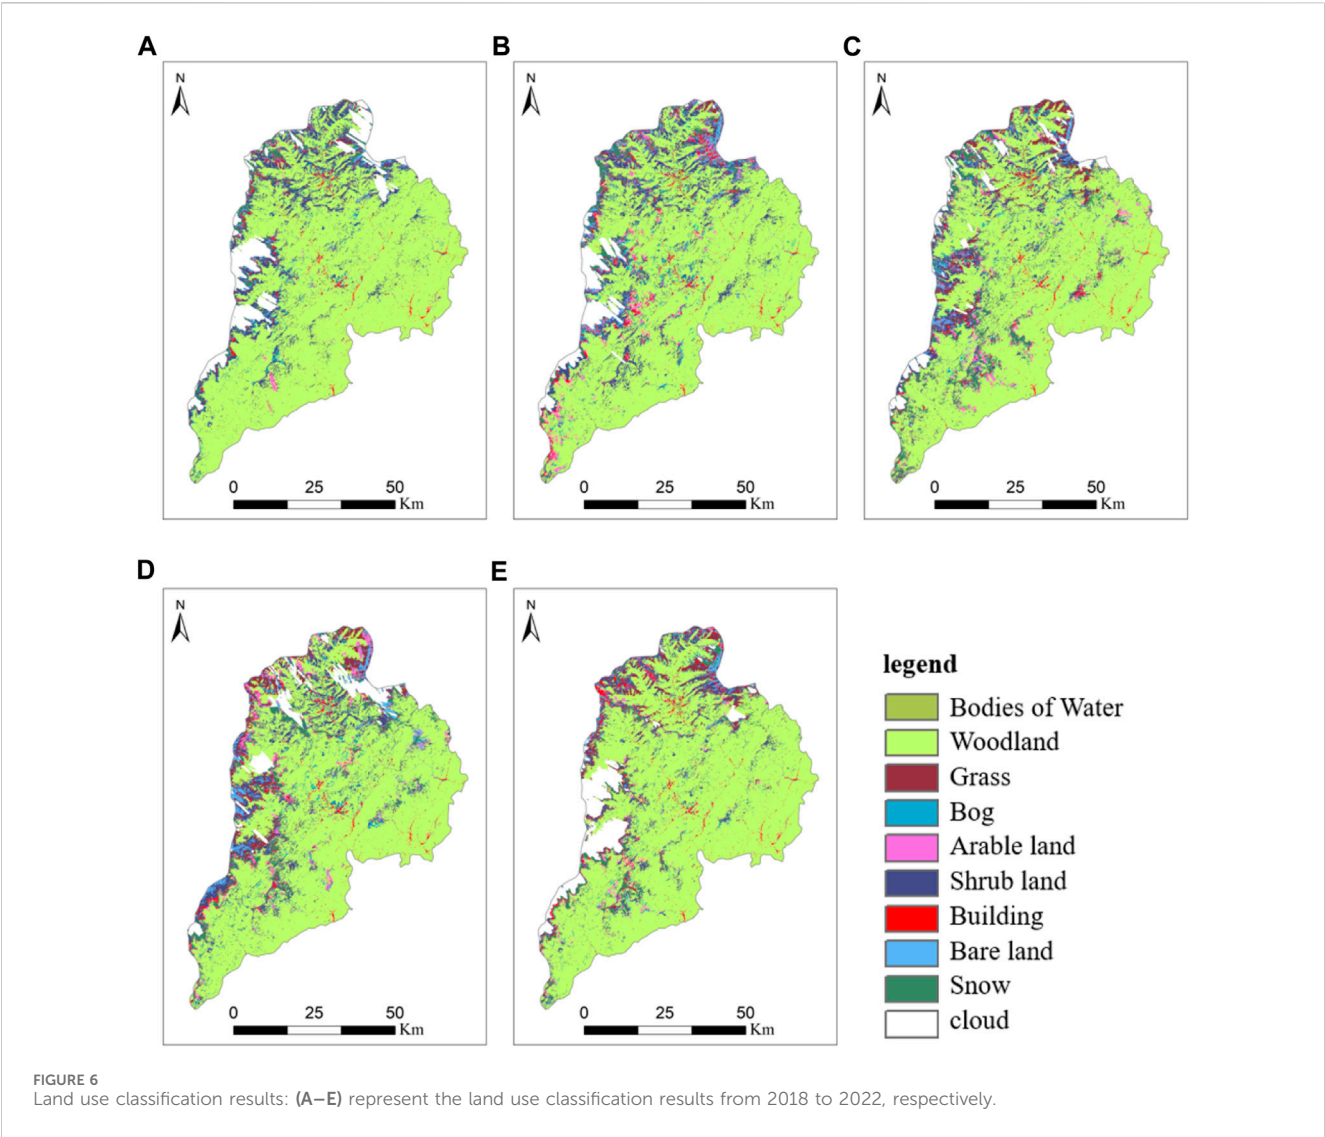 A
B
C
N
N
N
0 25 50
Km
0 25 50
Km
0 25 50
Km
D
E
N
N
0 25 50
Km
0 25 50
Km
legend
Bodies of Water
Woodland
Grass
Bog
Arable land
Shrub land
Building
Bare land
Snow
cloud
FIGURE 6
Land use classification results: (A–E) represent the land use classification results from 2018 to 2022, respectively.